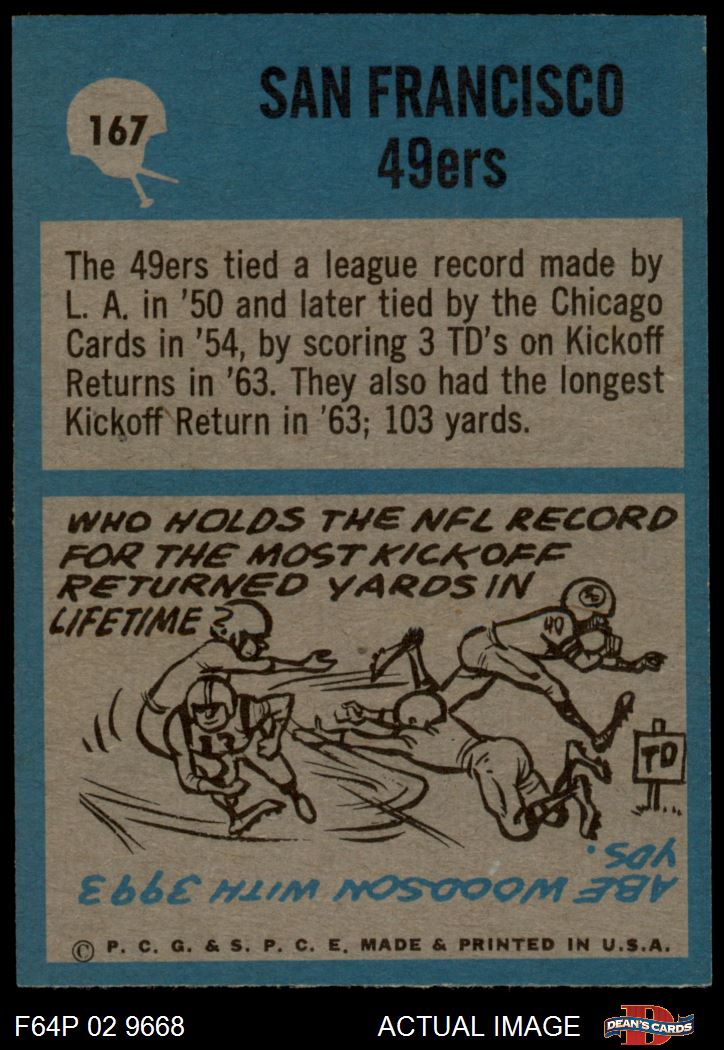 167
SAN FRANCISCO
49ers
The 49ers tied a league record made by
L. A. in '50 and later tied by the Chicago
Cards in '54, by scoring 3 TD's on Kickoff
Returns in '63. They also had the longest
Kickoff Return in '63; 103 yards.
WHO HOLDS THE NFL RECORD
FOR THE MOST KICKOFF
RETURNED YARDS IN
LIFETIME?
40
TD
ABE WOODSON WITH 3993
YDS.
© P. C. G. & S. P. C. E. MADE & PRINTED IN U.S.A.
F64P 02 9668
ACTUAL IMAGE
D
DEAN'S CARDS